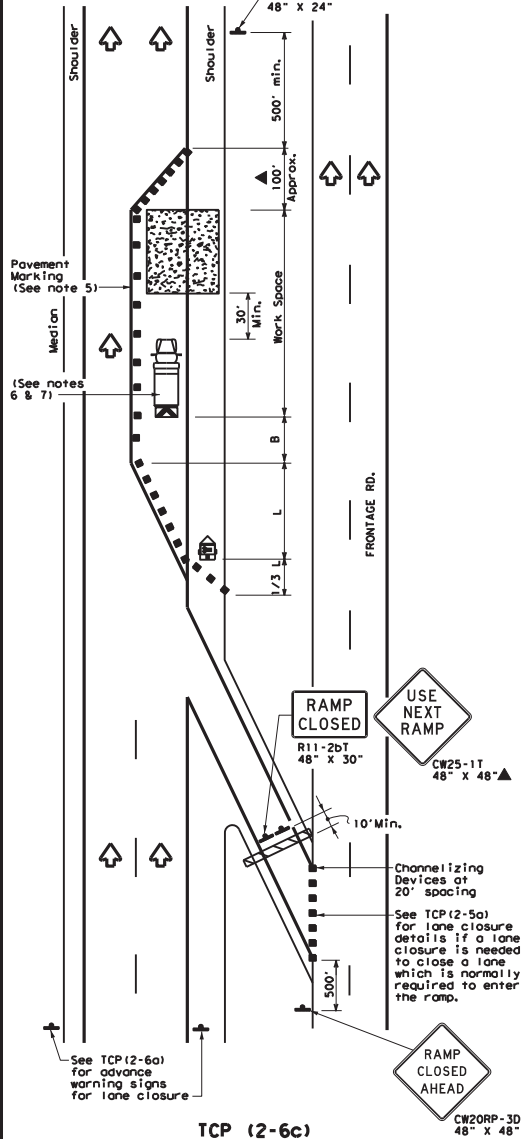 48" X 24"
Shoulder
Shoulder
500' min.
▲ 100'
Approx.
Pavement
Marking
(See note 5)
30'
Min.
Work Space
Median
(See notes
6 & 7)
B
L
1/3 L
FRONTAGE RD.
RAMP
CLOSED
R11-2bT
48" X 30"
USE
NEXT
RAMP
CW25-1T
48" X 48"▲
10'Min.
Channelizing
Devices at
20' spacing
See TCP(2-5a)
for lane closure
details if a lane
closure is needed
to close a lane
which is normally
required to enter
the ramp.
500'
See TCP(2-6a)
for advance
warning signs
for lane closure
RAMP
CLOSED
AHEAD
CW20RP-3D
48" X 48"
TCP (2-6c)